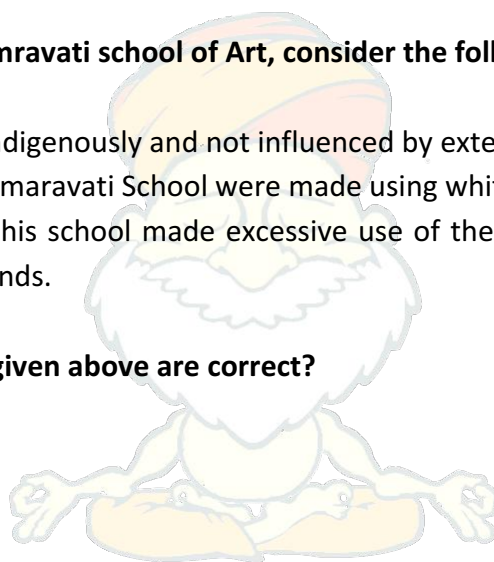 mravati school of Art, consider the foll
ndigenously and not influenced by exte
maravati School were made using whit
his school made excessive use of the
nds.
given above are correct?